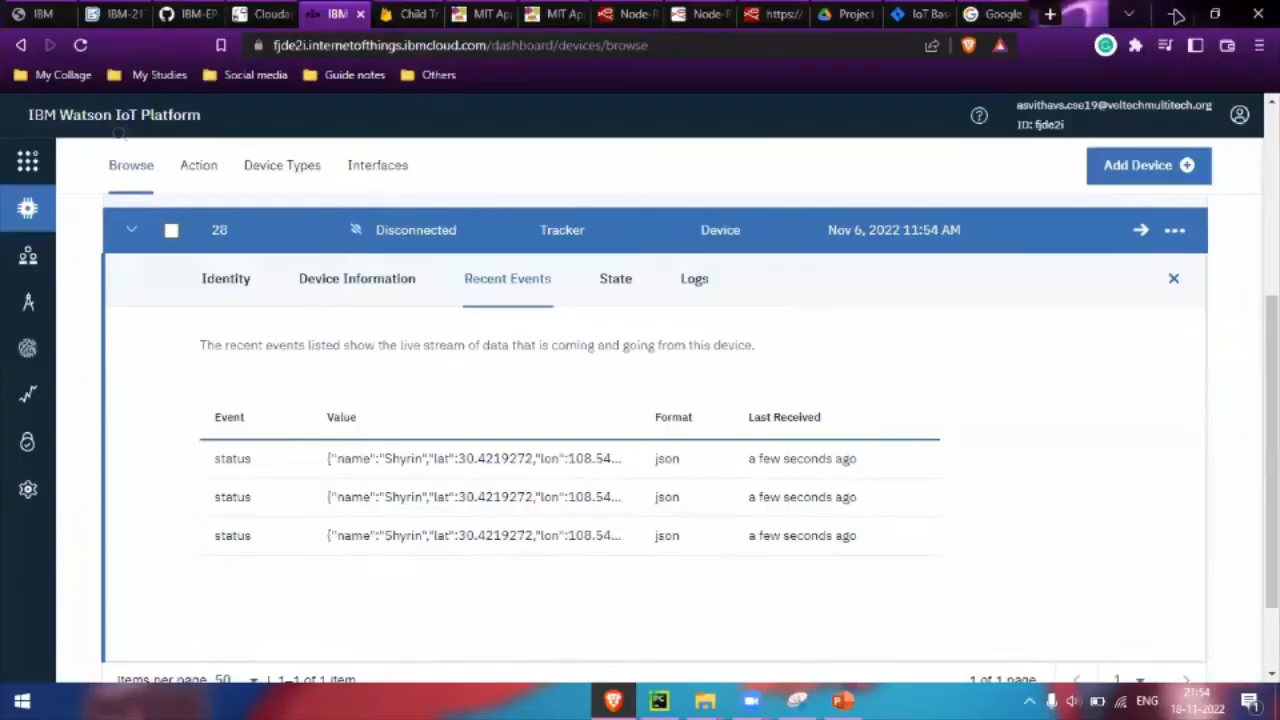 IBM IBM-21 IBM-EP Cloudan IBM Child Tr MIT App MIT App Node-R Node-R https:/ Project IoT Base Google
fjde2i.internetofthings.ibmcloud.com/dashboard/devices/browse
My Collage My Studies Social media Guide notes Others
IBM Watson IoT Platform
asvithavs.cse19@veltechmultitech.org
ID: fjde2i
Browse Action Device Types Interfaces Add Device
28 Disconnected Tracker Device Nov 6, 2022 11:54 AM
Identity Device Information Recent Events State Logs
The recent events listed show the live stream of data that is coming and going from this device.
Event Value Format Last Received
status {"name":"Shyrin","lat":30.4219272,"lon":108.54... json a few seconds ago
status {"name":"Shyrin","lat":30.4219272,"lon":108.54... json a few seconds ago
status {"name":"Shyrin","lat":30.4219272,"lon":108.54... json a few seconds ago
Items per page 50 1–1 of 1 item 1 of 1 page 1
ENG 21:54
18-11-2022